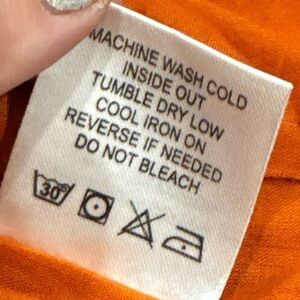 MACHINE WASH COLD
INSIDE OUT
TUMBLE DRY LOW
COOL IRON ON
REVERSE IF NEEDED
DO NOT BLEACH
30°